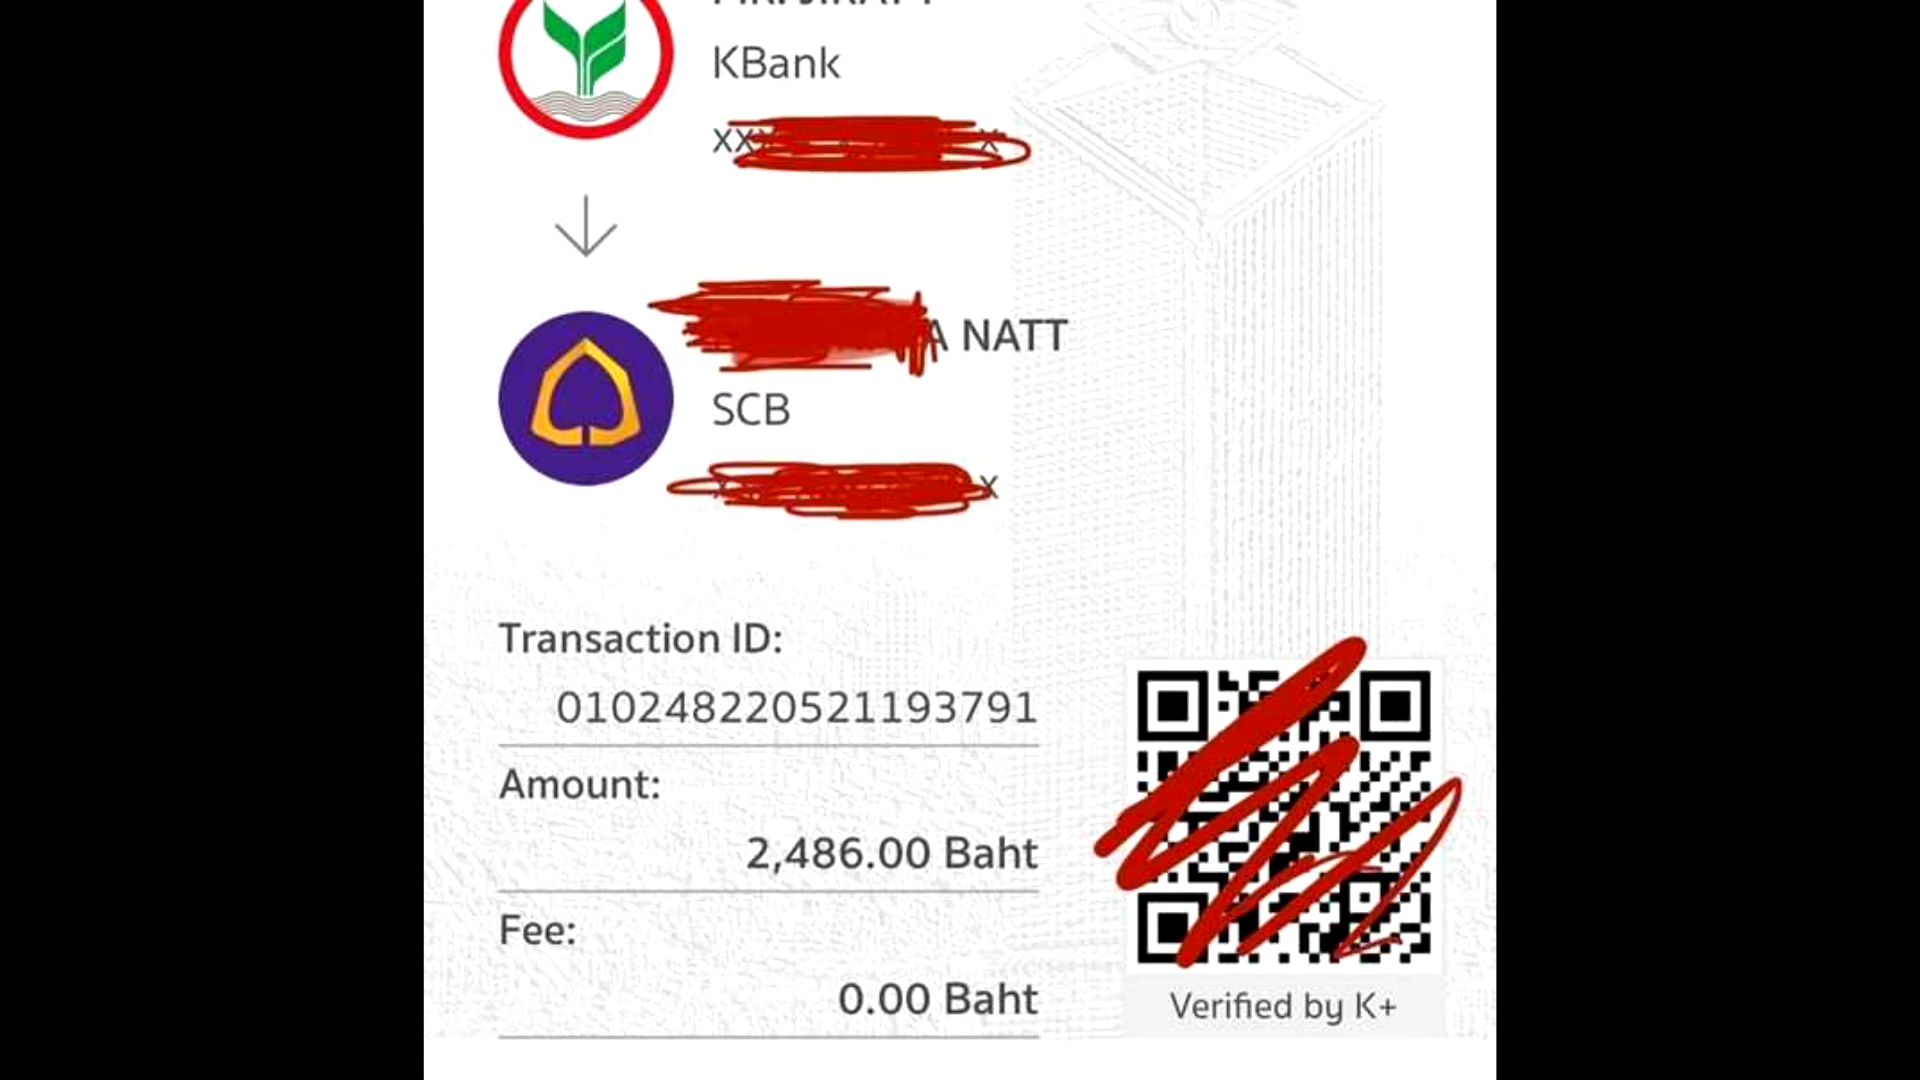 KBank
A NATT
SCB
x
Transaction ID:
010248220521193791
Amount:
2,486.00 Baht
Fee:
0.00 Baht
Verified by K+